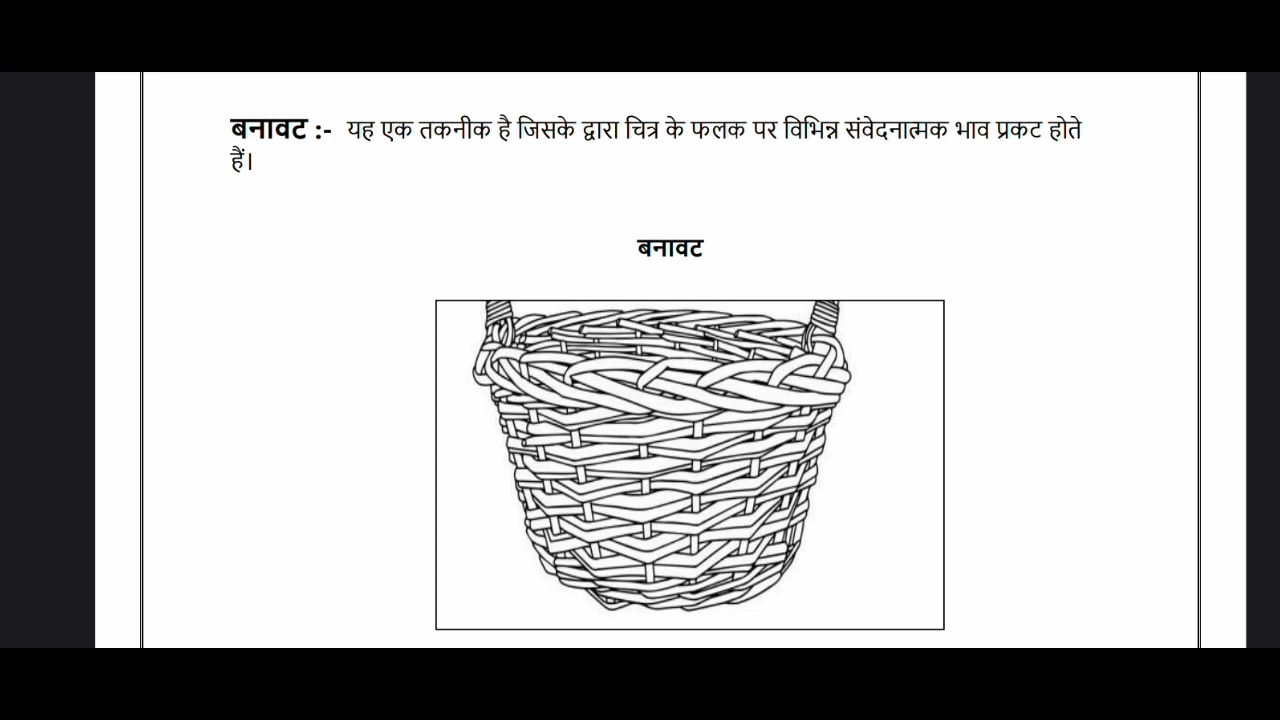 बनावट :- यह एक तकनीक है जिसके द्वारा चित्र के फलक पर विभिन्न संवेदनात्मक भाव प्रकट होते
हैं।
बनावट